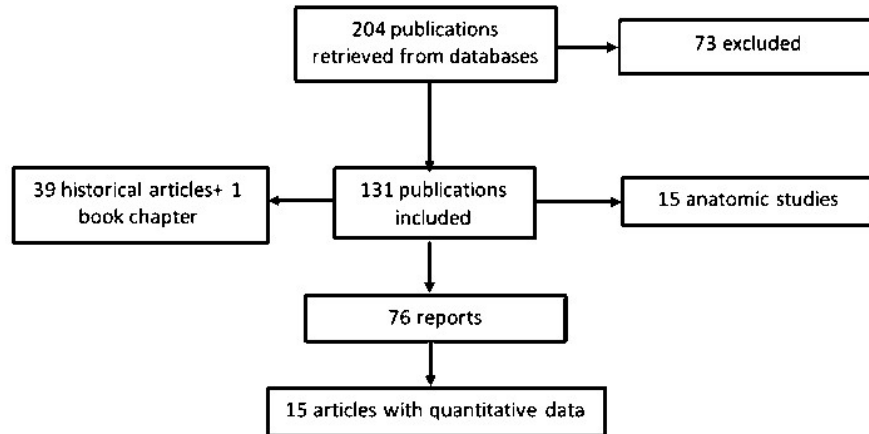 204 publications
retrieved from databases
73 excluded
39 historical articles+ 1
book chapter
131 publications
included
15 anatomic studies
76 reports
15 articles with quantitative data